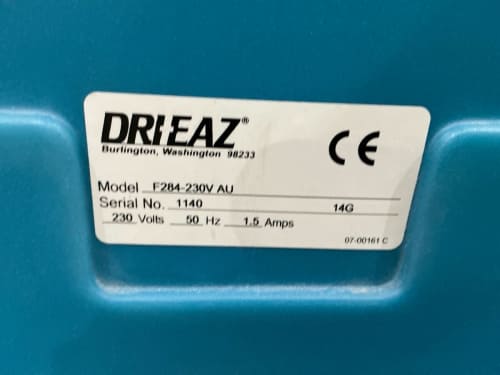 DRI-EAZ®
Burlington, Washington 98233
CE
Model F284-230V AU
Serial No. 1140 14G
230 Volts 50 Hz 1.5 Amps
07-00161 C